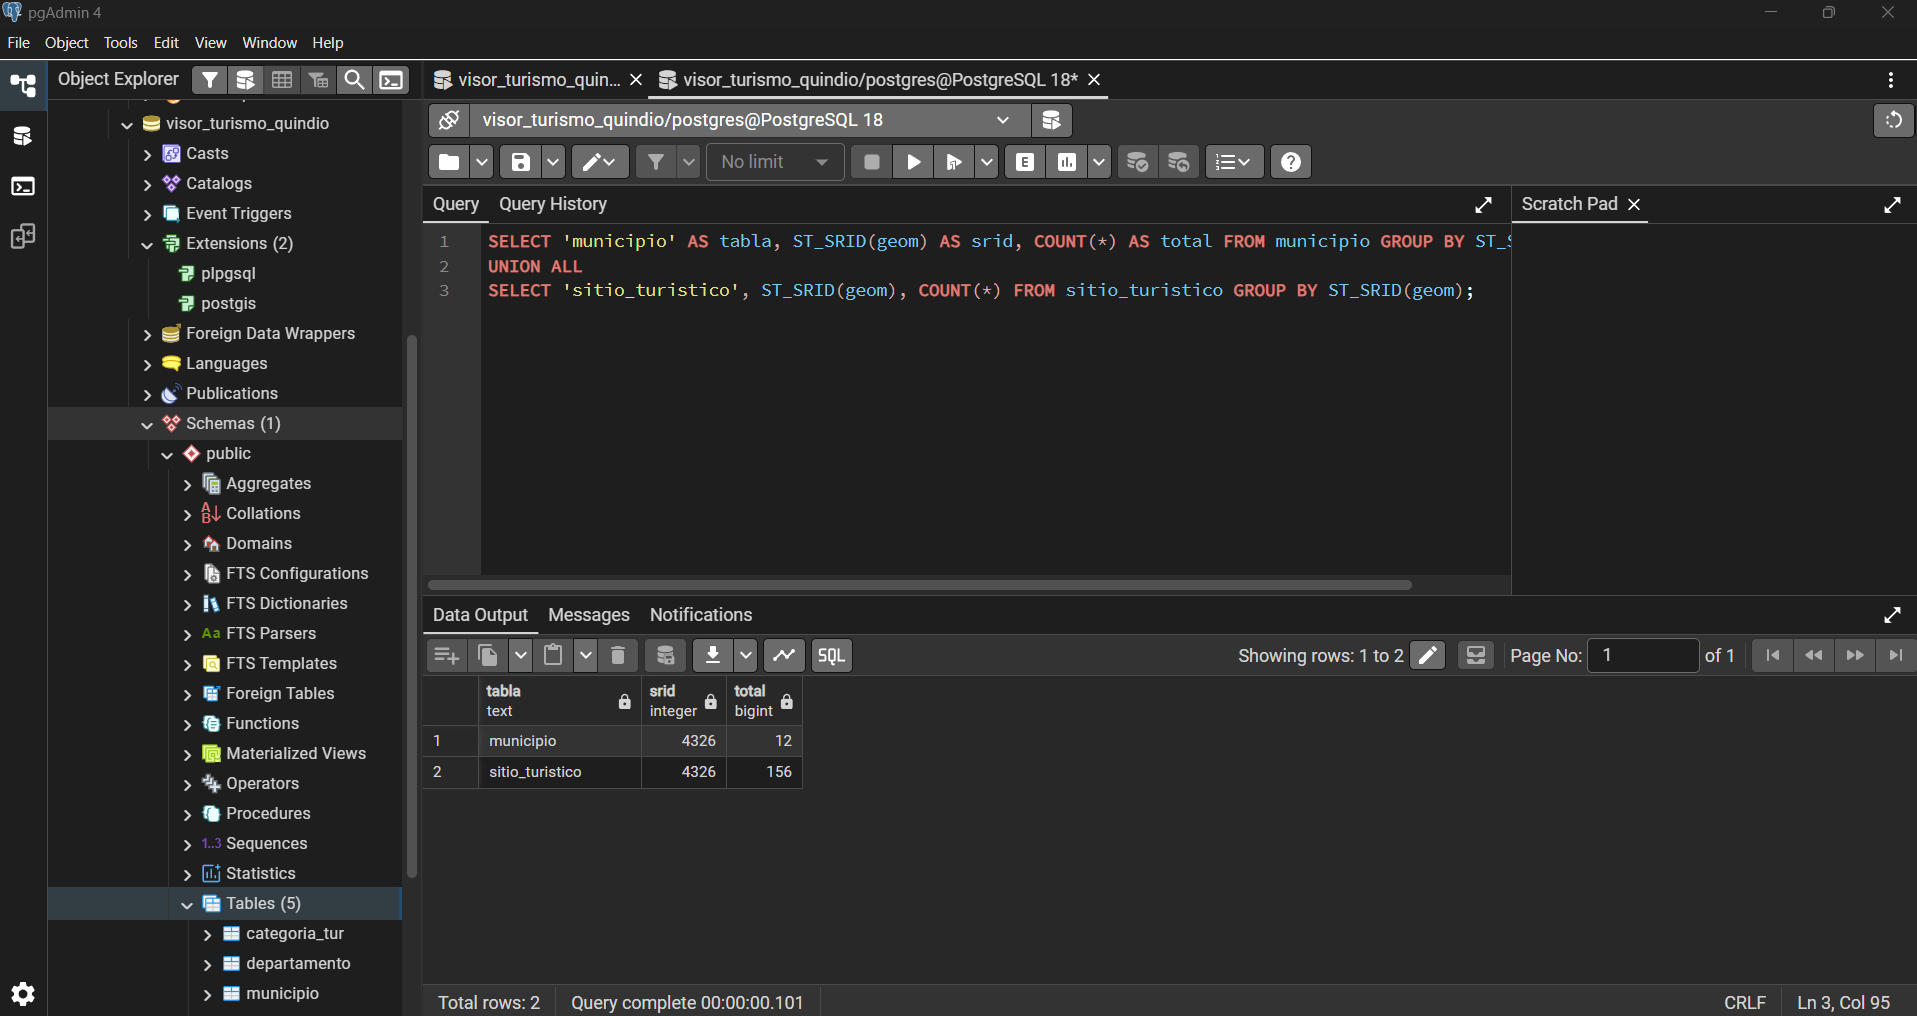 pgAdmin 4
File Object Tools Edit View Window Help
Object Explorer
visor_turismo_quin...
visor_turismo_quindio/postgres@PostgreSQL 18*
visor_turismo_quindio
Casts
Catalogs
Event Triggers
Extensions (2)
plpgsql
postgis
Foreign Data Wrappers
Languages
Publications
Schemas (1)
public
Aggregates
Collations
Domains
FTS Configurations
FTS Dictionaries
Aa FTS Parsers
FTS Templates
Foreign Tables
Functions
Materialized Views
Operators
Procedures
1..3 Sequences
Statistics
Tables (5)
categoria_tur
departamento
municipio
visor_turismo_quindio/postgres@PostgreSQL 18
No limit
E
Query Query History
Scratch Pad
1 SELECT 'municipio' AS tabla, ST_SRID(geom) AS srid, COUNT(*) AS total FROM municipio GROUP BY ST_S
2 UNION ALL
3 SELECT 'sitio_turistico', ST_SRID(geom), COUNT(*) FROM sitio_turistico GROUP BY ST_SRID(geom);
Data Output Messages Notifications
SQL
Showing rows: 1 to 2
Page No: 1 of 1
tabla srid total
text integer bigint
1 municipio 4326 12
2 sitio_turistico 4326 156
Total rows: 2 Query complete 00:00:00.101 CRLF Ln 3, Col 95